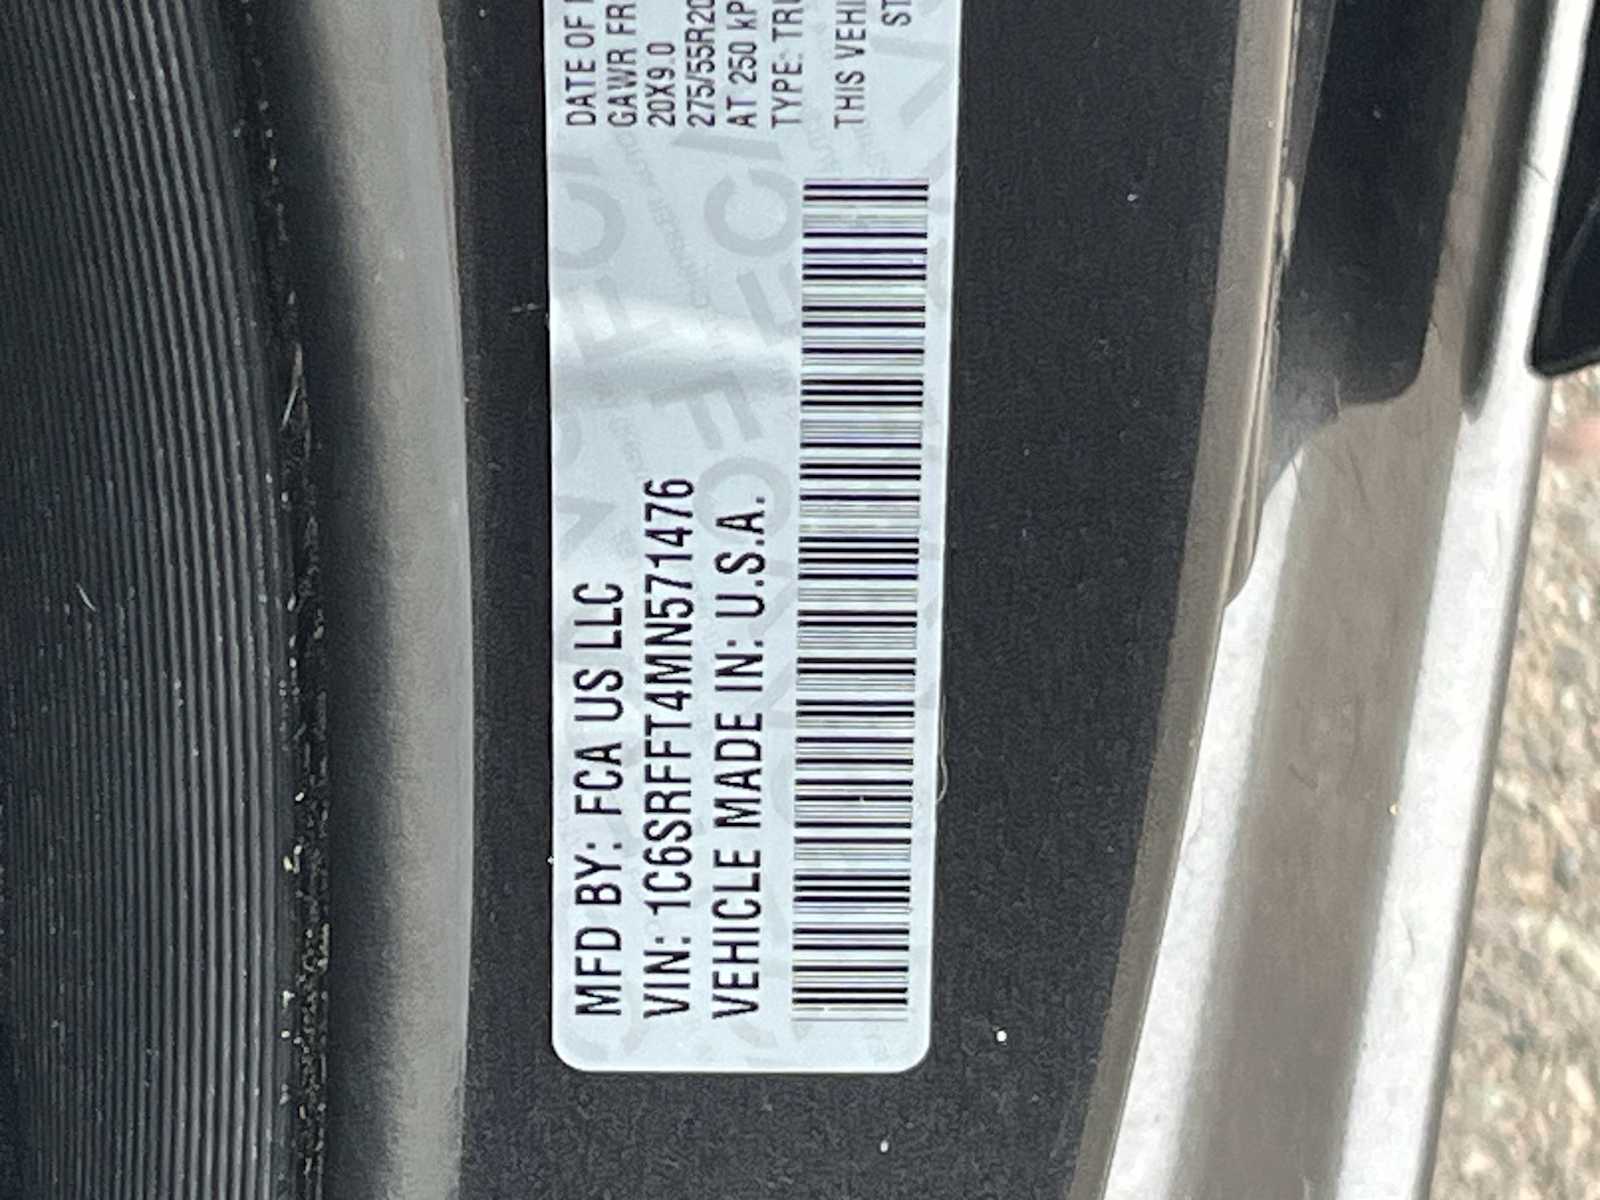 MFD BY: FCA US LLC
VIN: 1C6SRFFT4MN571476
VEHICLE MADE IN: U.S.A.
DATE OF
GAWR FR
20X9.0
275/55R20
AT 250 kP
TYPE: TR
THIS VEHI
ST